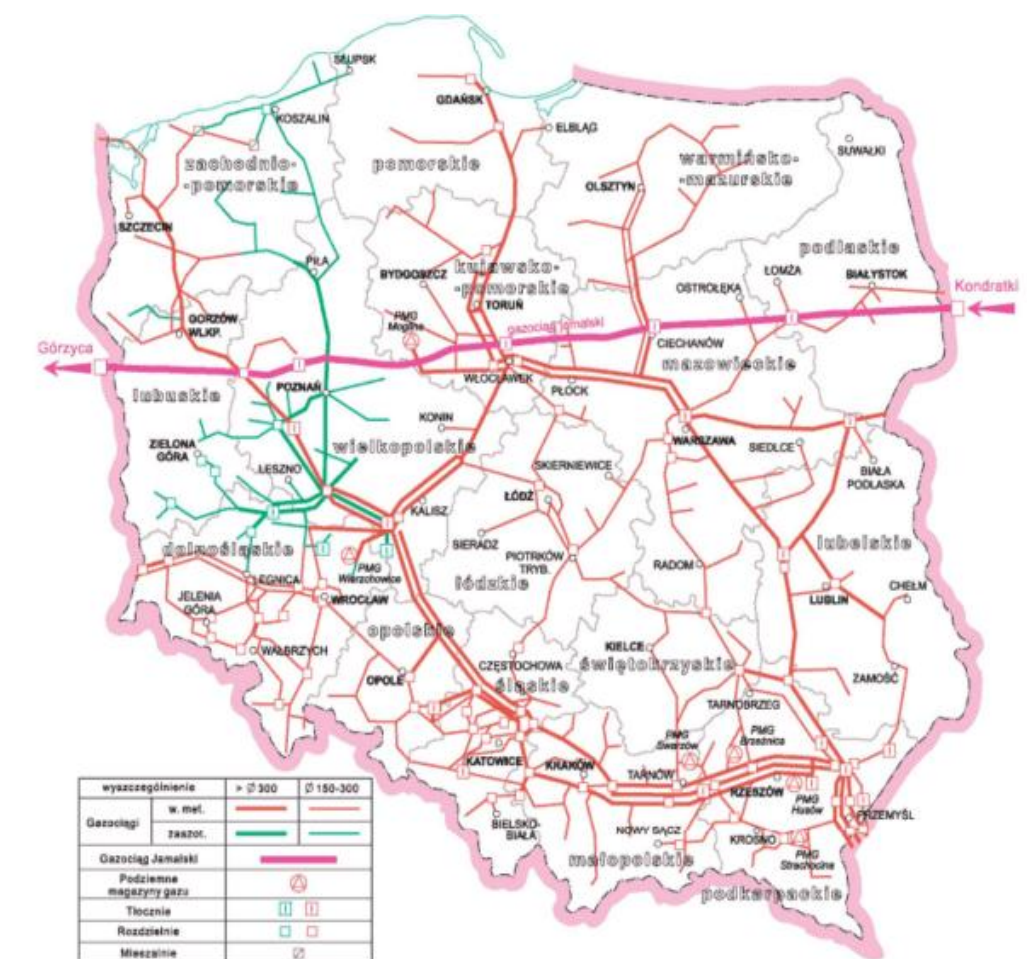 SŁUPSK
GDAŃSK
KOSZALIN
ELBLĄG
SUWAŁKI
zachodnio-
-pomorskie
pomorskie
warmińsko-
-mazurskie
OLSZTYN
SZCZECIN
podlaskie
PIŁA
BYDGOSZCZ
kujawsko-
-pomorskie
ŁOMŻA
BIAŁYSTOK
OSTROŁĘKA
Kondratki
TORUŃ
GORZÓW
WLKP.
PMG
Mogilno
gazociąg Jamalski
CIECHANÓW
Górzyca
mazowieckie
WŁOCŁAWEK
PŁOCK
POZNAŃ
lubuskie
KONIN
WARSZAWA
ZIELONA
GÓRA
wielkopolskie
SIEDLCE
LESZNO
SKIERNIEWICE
BIAŁA
PODLASKA
ŁÓDŹ
KALISZ
SIERADZ
dolnośląskie
PIOTRKÓW
TRYB.
lubelskie
PMG
Wierzchowice
RADOM
LEGNICA
łódzkie
CHEŁM
JELENIA
GÓRA
WROCŁAW
LUBLIN
opolskie
WAŁBRZYCH
KIELCE
CZĘSTOCHOWA
świętokrzyskie
OPOLE
śląskie
ZAMOŚĆ
TARNOBRZEG
PMG
Swarzów
PMG
Brzeźnica
KATOWICE
KRAKÓW
TARNÓW
RZESZÓW
PMG
Husów
PRZEMYŚL
BIELSKO-
BIAŁA
NOWY SĄCZ
KROSNO
PMG
Strachocina
małopolskie
podkarpackie
wyszczególnienie > Ø 300 Ø 150-300
Gazociągi w. met.
zaazot.
Gazociąg Jamalski
Podziemne
magazyny gazu
Tłocznie
Rozdzielnie
Mieszalnie